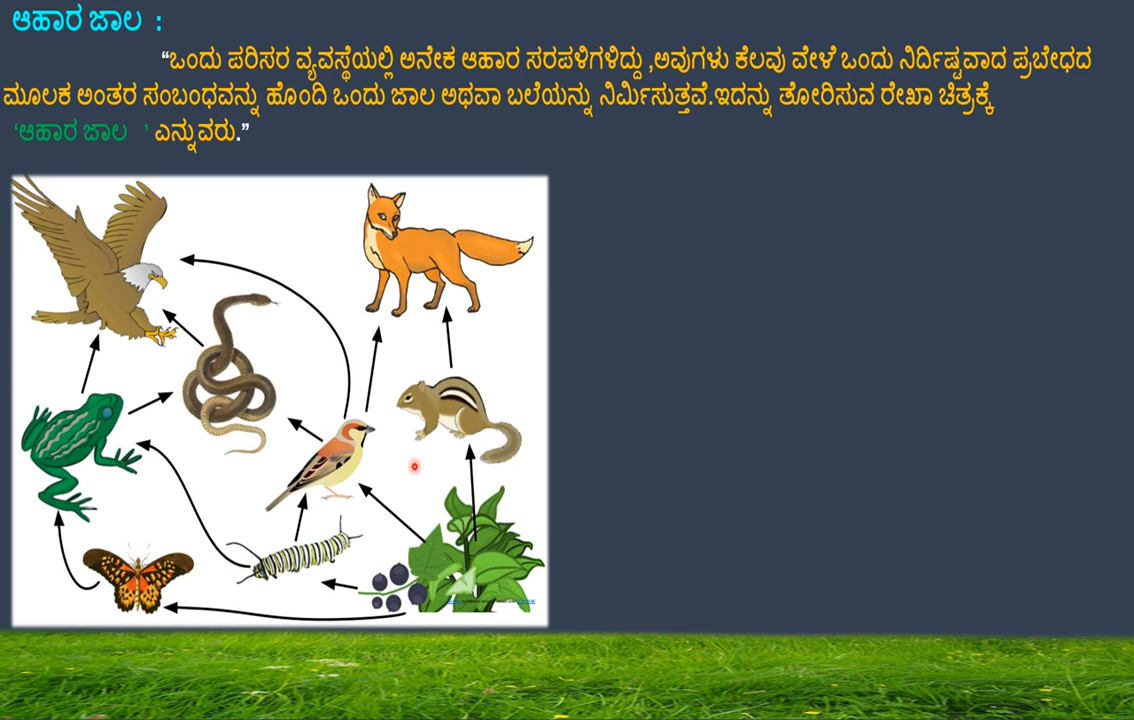 ಆಹಾರ ಜಾಲ :
“ಒಂದು ಪರಿಸರ ವ್ಯವಸ್ಥೆಯಲ್ಲಿ ಅನೇಕ ಆಹಾರ ಸರಪಳಿಗಳಿದ್ದು ,ಅವುಗಳು ಕೆಲವು ವೇಳೆ ಒಂದು ನಿರ್ದಿಷ್ಟವಾದ ಪ್ರಬೇಧದ
ಮೂಲಕ ಅಂತರ ಸಂಬಂಧವನ್ನು ಹೊಂದಿ ಒಂದು ಜಾಲ ಅಥವಾ ಬಲೆಯನ್ನು ನಿರ್ಮಿಸುತ್ತವೆ.ಇದನ್ನು ತೋರಿಸುವ ರೇಖಾ ಚಿತ್ರಕ್ಕೆ
‘ಆಹಾರ ಜಾಲ ’ ಎನ್ನುವರು.”